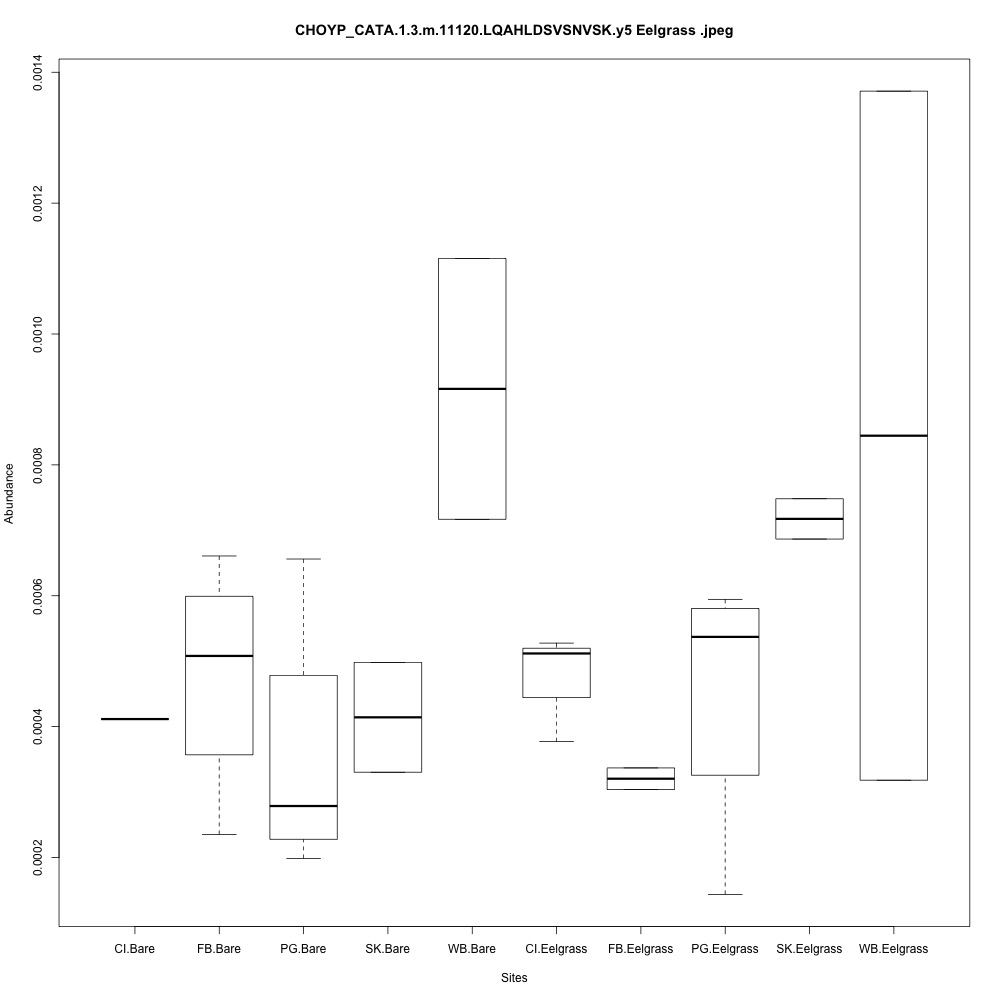 CHOYP_CATA.1.3.m.11120.LQAHLDSVSNVSK.y5 Eelgrass .jpeg
0.0014
0.0012
0.0010
0.0008
0.0006
0.0004
0.0002
Abundance
CI.Bare FB.Bare PG.Bare SK.Bare WB.Bare CI.Eelgrass FB.Eelgrass PG.Eelgrass SK.Eelgrass WB.Eelgrass
Sites